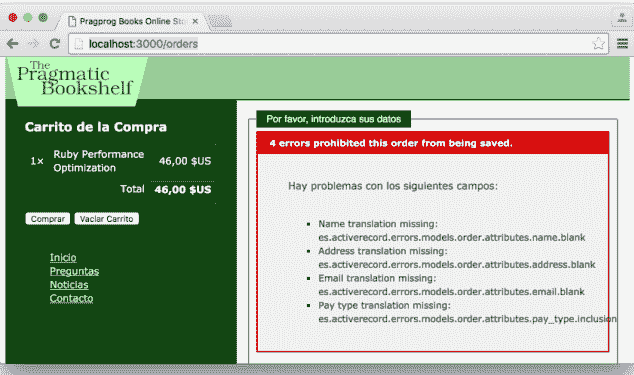 Pragprog Books Online Sto
localhost:3000/orders
The
Pragmatic
Bookshelf
Carrito de la Compra
1× Ruby Performance 46,00 $US
Optimization
Total 46,00 $US
Comprar Vaciar Carrito
Inicio
Preguntas
Noticias
Contacto
Por favor, introduzca sus datos
4 errors prohibited this order from being saved.
Hay problemas con los siguientes campos:
Name translation missing:
es.activerecord.errors.models.order.attributes.name.blank
Address translation missing:
es.activerecord.errors.models.order.attributes.address.blank
Email translation missing:
es.activerecord.errors.models.order.attributes.email.blank
Pay type translation missing:
es.activerecord.errors.models.order.attributes.pay_type.inclusion